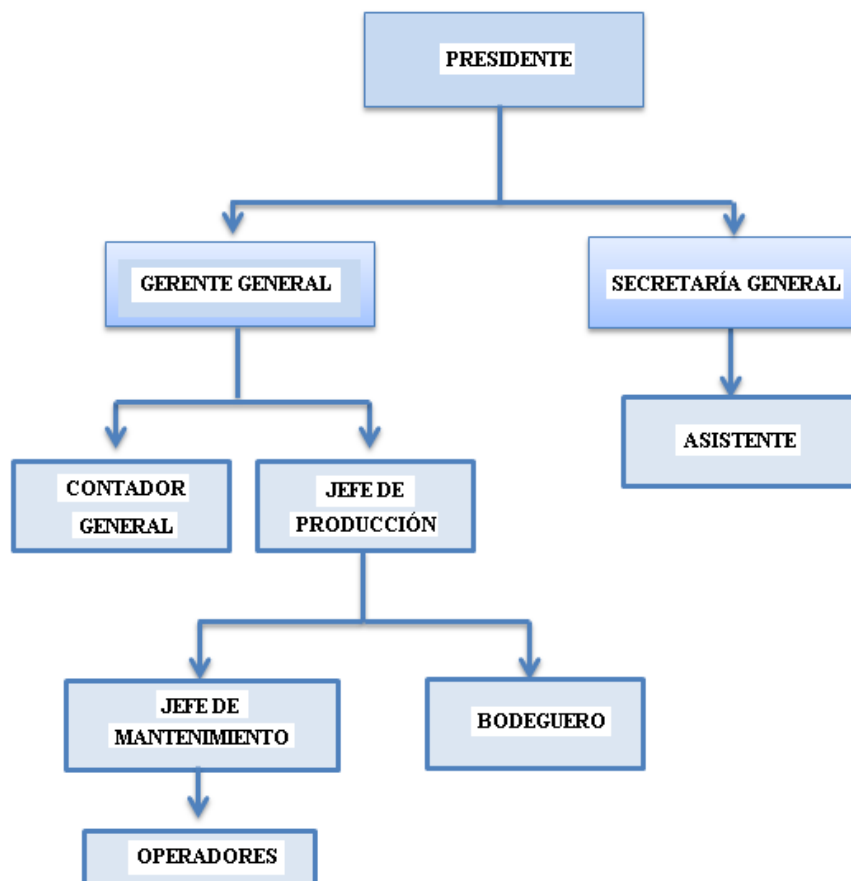 PRESIDENTE
GERENTE GENERAL
SECRETARÍA GENERAL
ASISTENTE
CONTADOR
GENERAL
JEFE DE
PRODUCCIÓN
JEFE DE
MANTENIMIENTO
BODEGUERO
OPERADORES